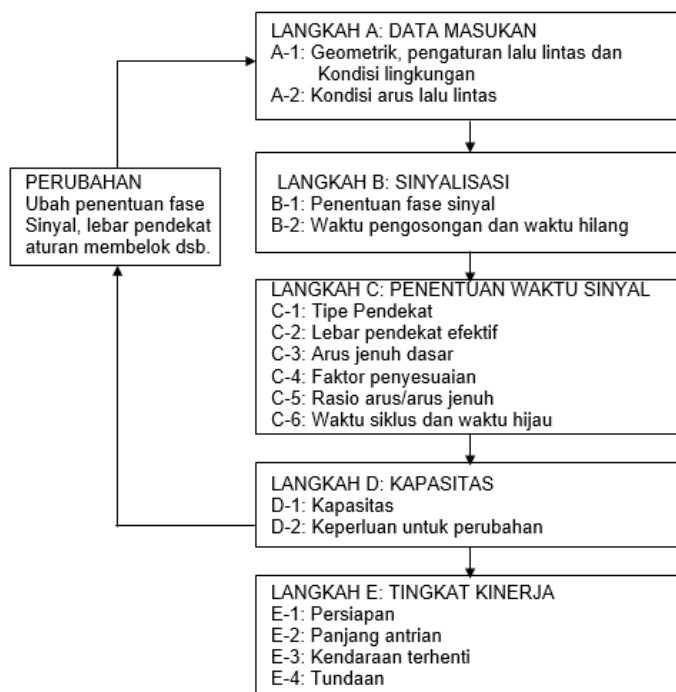 LANGKAH A: DATA MASUKAN
A-1: Geometrik, pengaturan lalu lintas dan
Kondisi lingkungan
A-2: Kondisi arus lalu lintas
PERUBAHAN
Ubah penentuan fase
Sinyal, lebar pendekat
aturan membelok dsb.
LANGKAH B: SINYALISASI
B-1: Penentuan fase sinyal
B-2: Waktu pengosongan dan waktu hilang
LANGKAH C: PENENTUAN WAKTU SINYAL
C-1: Tipe Pendekat
C-2: Lebar pendekat efektif
C-3: Arus jenuh dasar
C-4: Faktor penyesuaian
C-5: Rasio arus/arus jenuh
C-6: Waktu siklus dan waktu hijau
LANGKAH D: KAPASITAS
D-1: Kapasitas
D-2: Keperluan untuk perubahan
LANGKAH E: TINGKAT KINERJA
E-1: Persiapan
E-2: Panjang antrian
E-3: Kendaraan terhenti
E-4: Tundaan